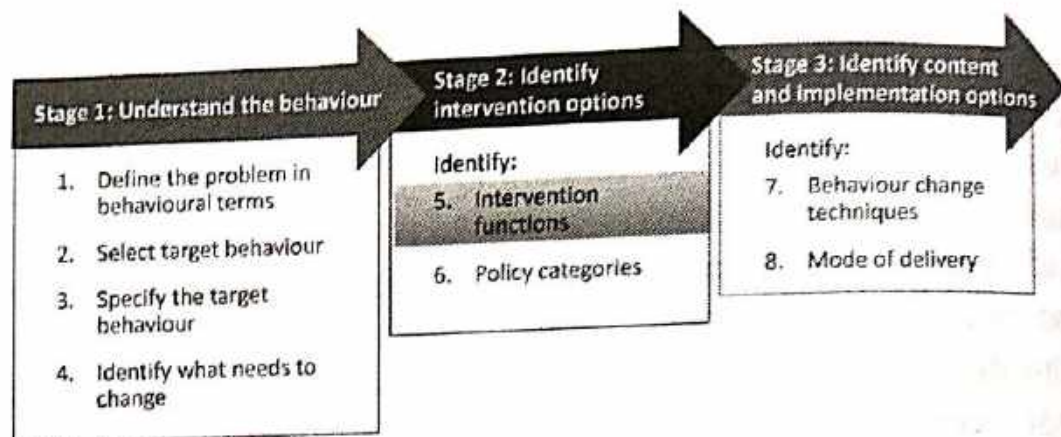 Stage 1: Understand the behaviour
1. Define the problem in
behavioural terms
2. Select target behaviour
3. Specify the target
behaviour
4. Identify what needs to
change
Stage 2: Identify
intervention options
Identify:
5. Intervention
functions
6. Policy categories
Stage 3: Identify content
and implementation options
Identify:
7. Behaviour change
techniques
8. Mode of delivery